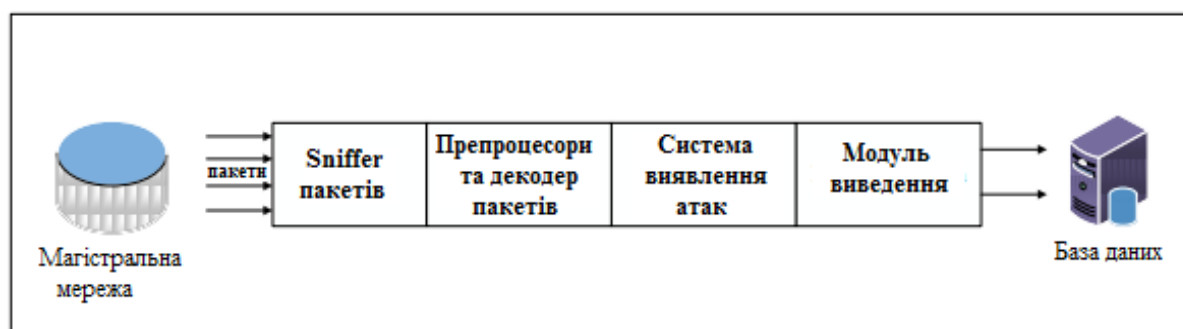 пакети
Sniffer
пакетів
Препроцесори
та декодер
пакетів
Система
виявлення
атак
Модуль
виведення
Магістральна
мережа
База даних